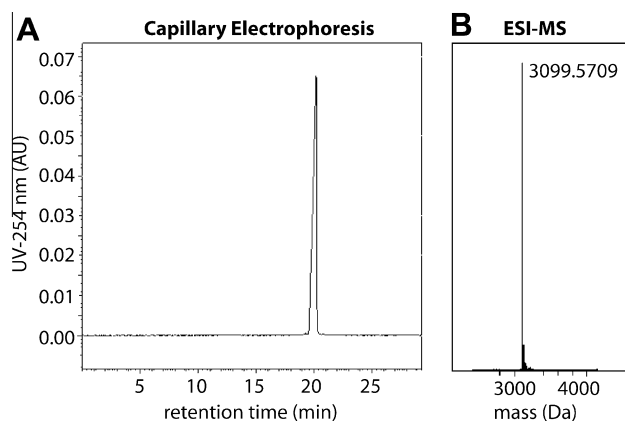 A
Capillary Electrophoresis
UV-254 nm (AU)
0.07
0.06
0.05
0.04
0.03
0.02
0.01
0.00
5 10 15 20 25
retention time (min)
B
ESI-MS
3099.5709
3000 4000
mass (Da)